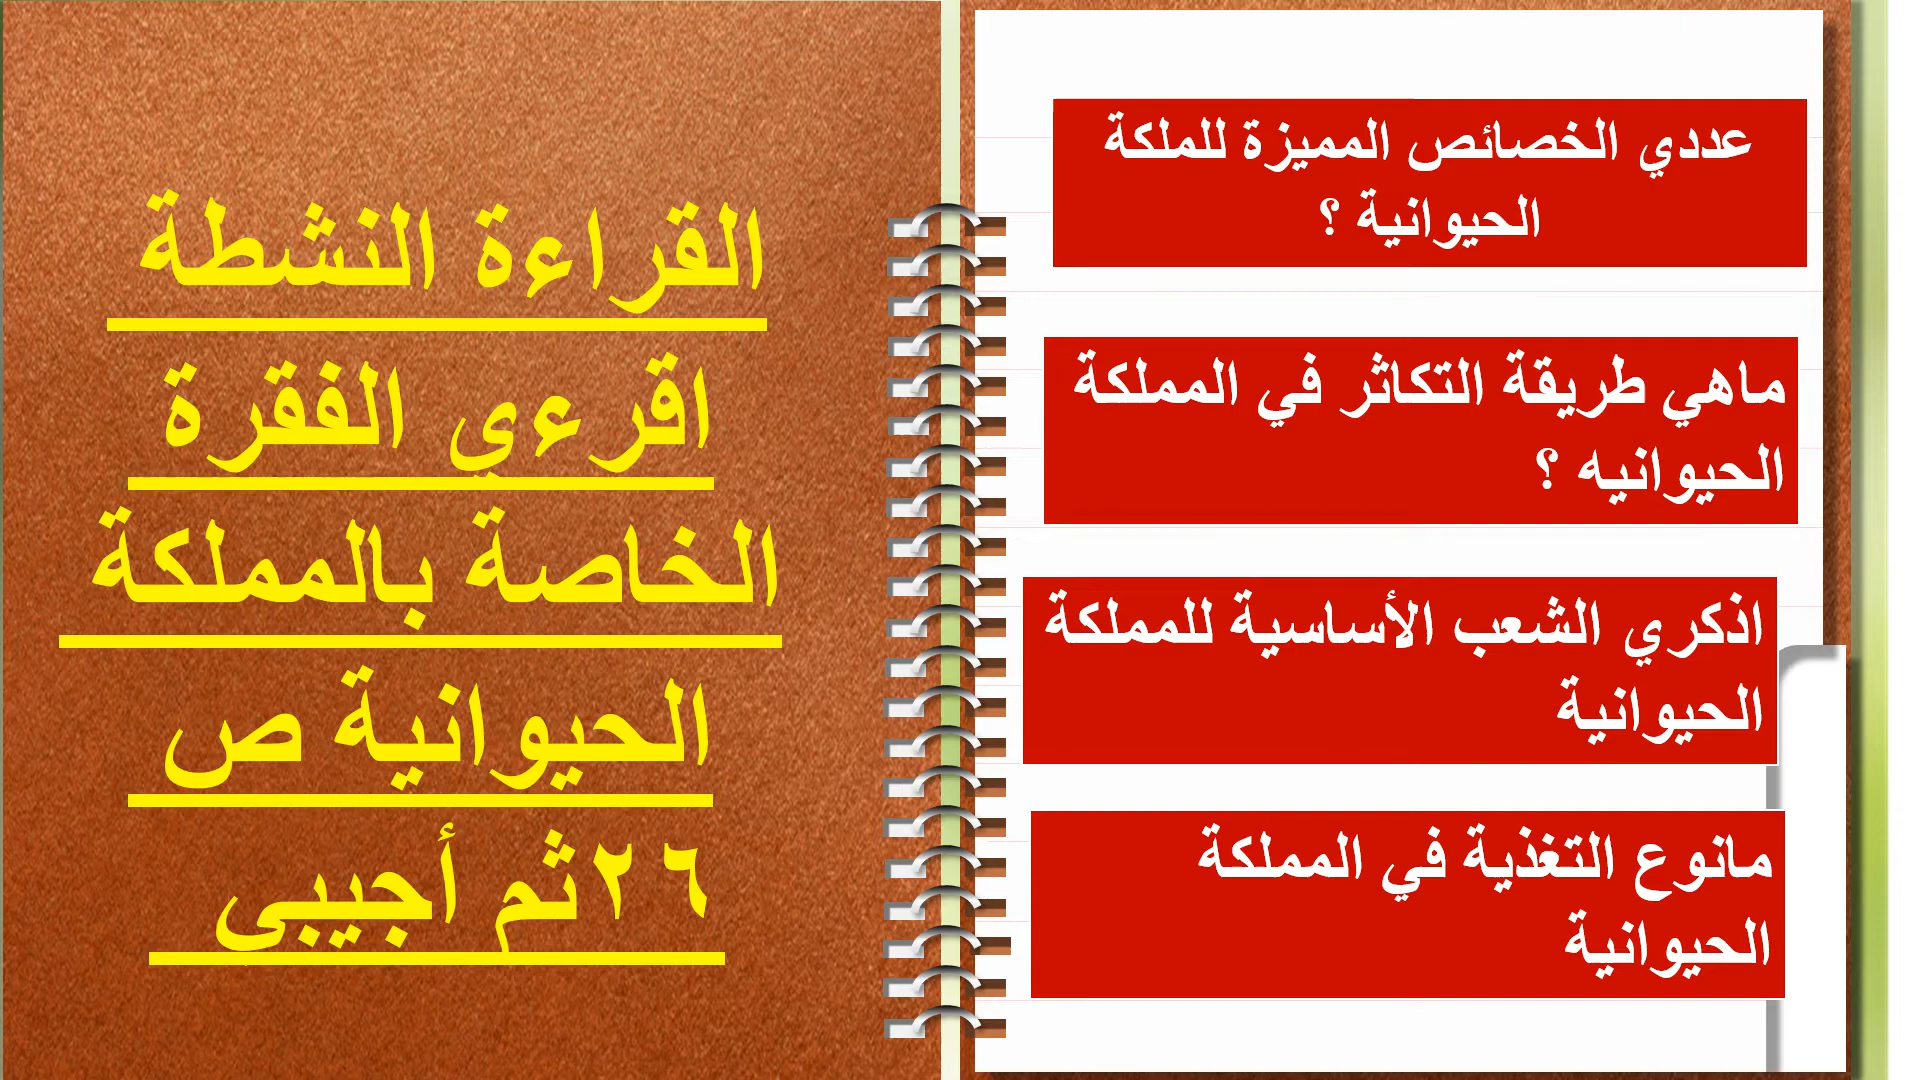 عددي الخصائص المميزة للملكة
الحيوانية ؟
ماهي طريقة التكاثر في المملكة
الحيوانيه ؟
اذكري الشعب الأساسية للمملكة
الحيوانية
مانوع التغذية في المملكة
الحيوانية
القراءة النشطة
اقرءي الفقرة
الخاصة بالمملكة
الحيوانية ص
٢٦ثم أجيبي